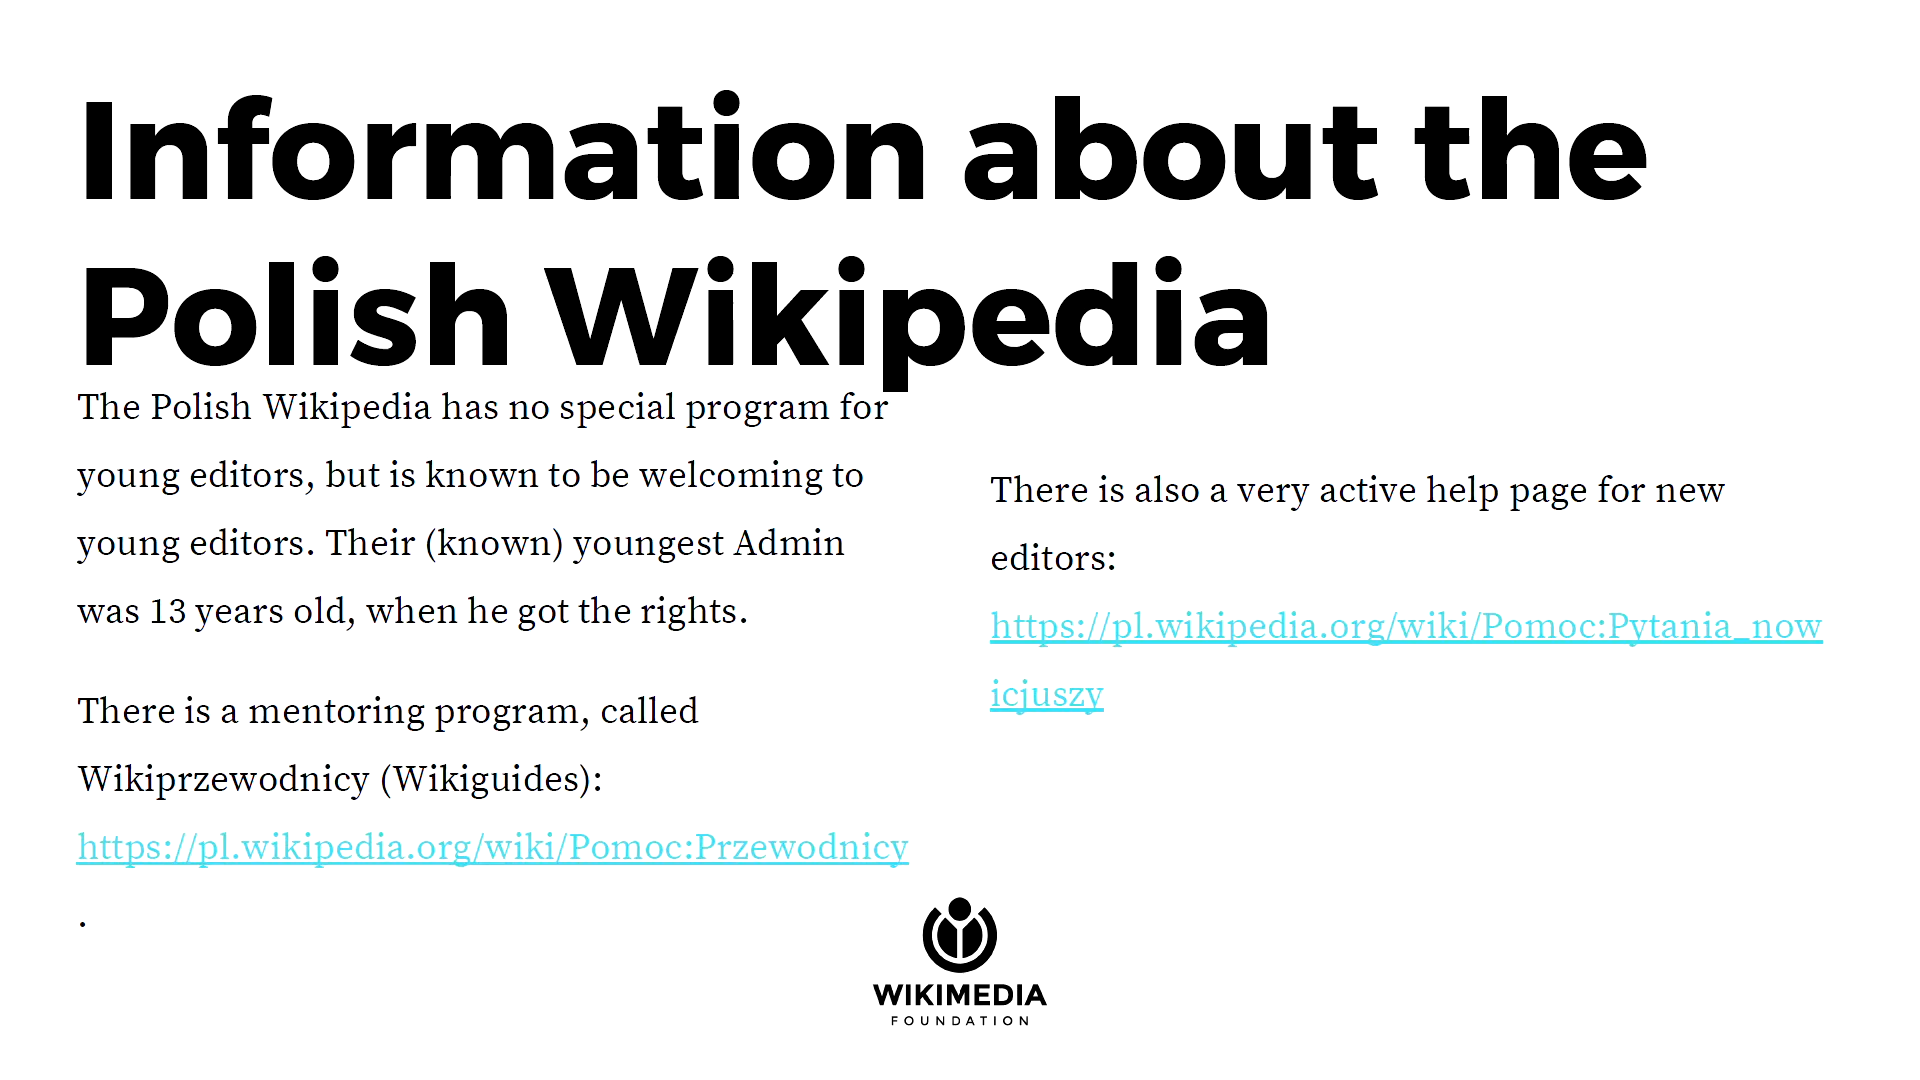 Information about the
Polish Wikipedia
The Polish Wikipedia has no special program for
young editors, but is known to be welcoming to
young editors. Their (known) youngest Admin
was 13 years old, when he got the rights.
There is a mentoring program, called
Wikiprzewodnicy (Wikiguides):
https://pl.wikipedia.org/wiki/Pomoc:Przewodnicy
.
There is also a very active help page for new
editors:
https://pl.wikipedia.org/wiki/Pomoc:Pytania_now
icjuszy
WIKIMEDIA
FOUNDATION